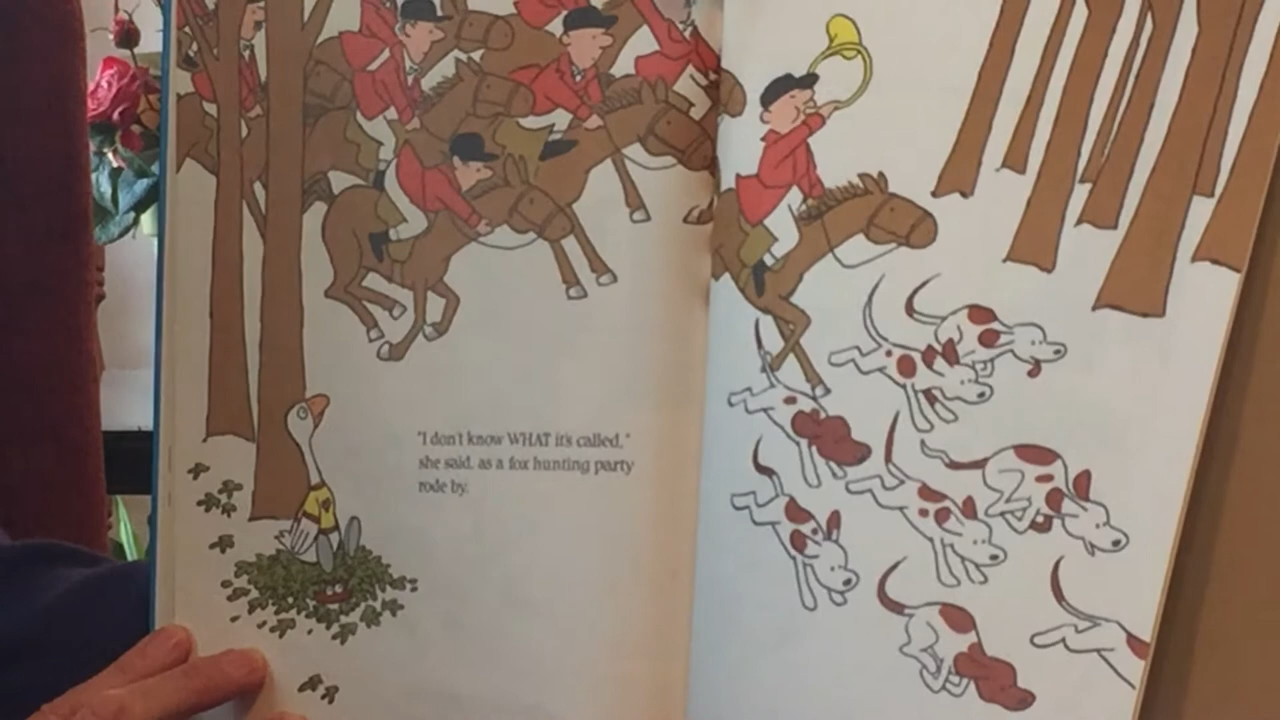 "I don't know WHAT it's called,"
she said, as a fox hunting party
rode by.